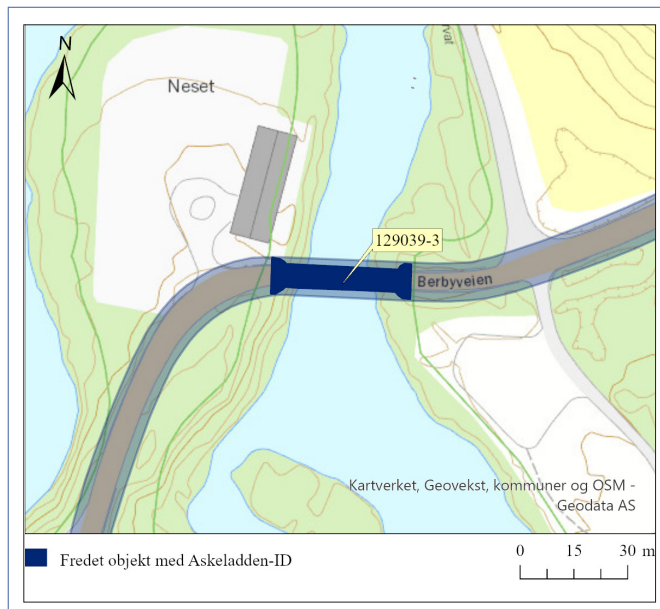 N
Neset
vat
129039-3
Berbyveien
Kartverket, Geovekst, kommuner og OSM -
Geodata AS
Fredet objekt med Askeladden-ID
0 15 30 m